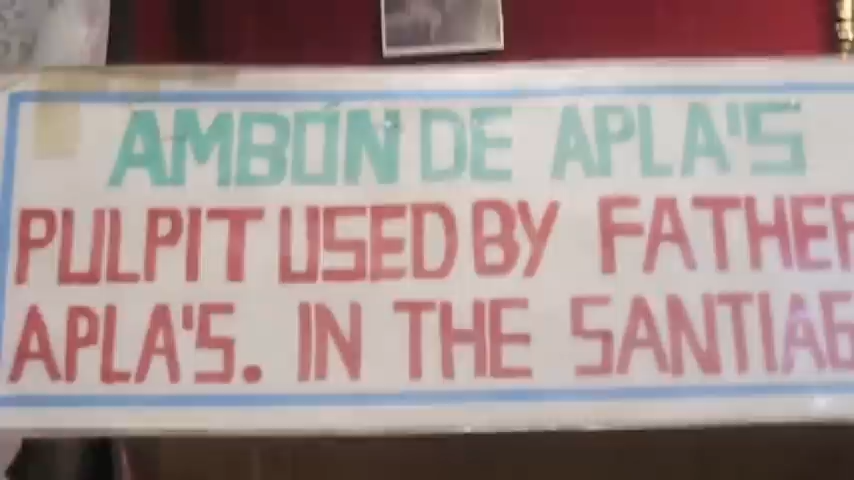 AMBÓN DE APLA'S
PULPIT USED BY FATHER
APLA'S. IN THE SANTIAG